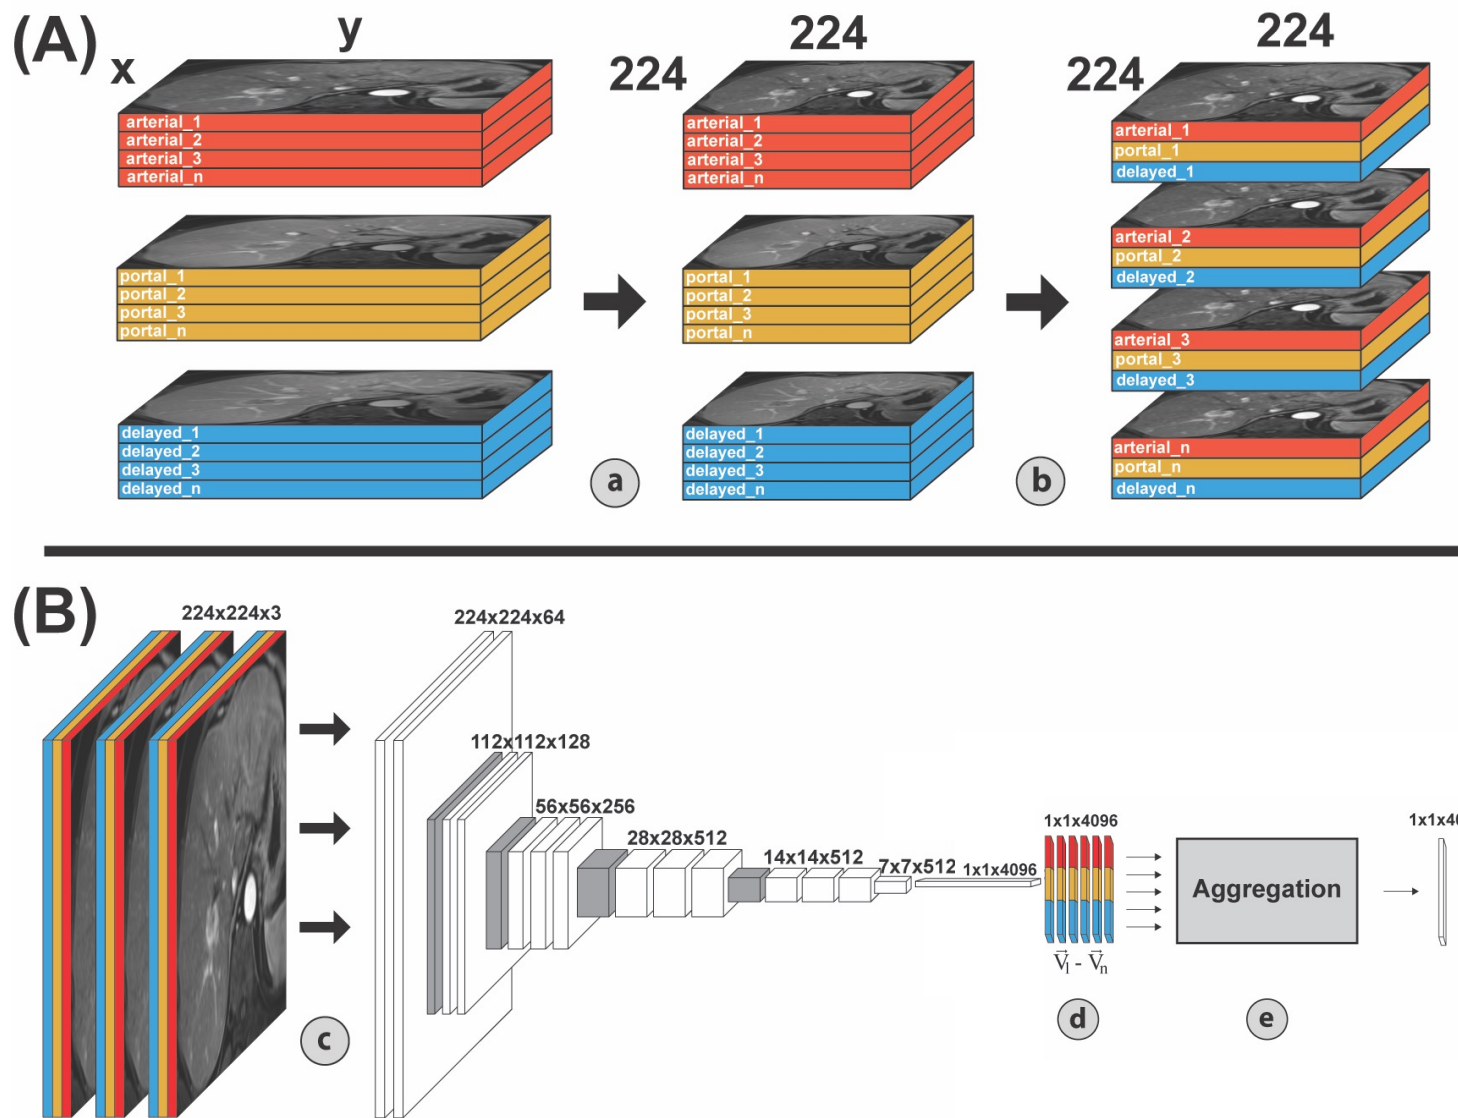 (A)
x
y
arterial_1
arterial_2
arterial_3
arterial_n
portal_1
portal_2
portal_3
portal_n
delayed_1
delayed_2
delayed_3
delayed_n
a
224
224
arterial_1
arterial_2
arterial_3
arterial_n
portal_1
portal_2
portal_3
portal_n
delayed_1
delayed_2
delayed_3
delayed_n
b
224
224
arterial_1
portal_1
delayed_1
arterial_2
portal_2
delayed_2
arterial_3
portal_3
delayed_3
arterial_n
portal_n
delayed_n
(B)
224x224x3
c
224x224x64
112x112x128
56x56x256
28x28x512
14x14x512
7x7x512
1x1x4096
1x1x4096
V⃗l - V⃗n
d
Aggregation
e
1x1x40